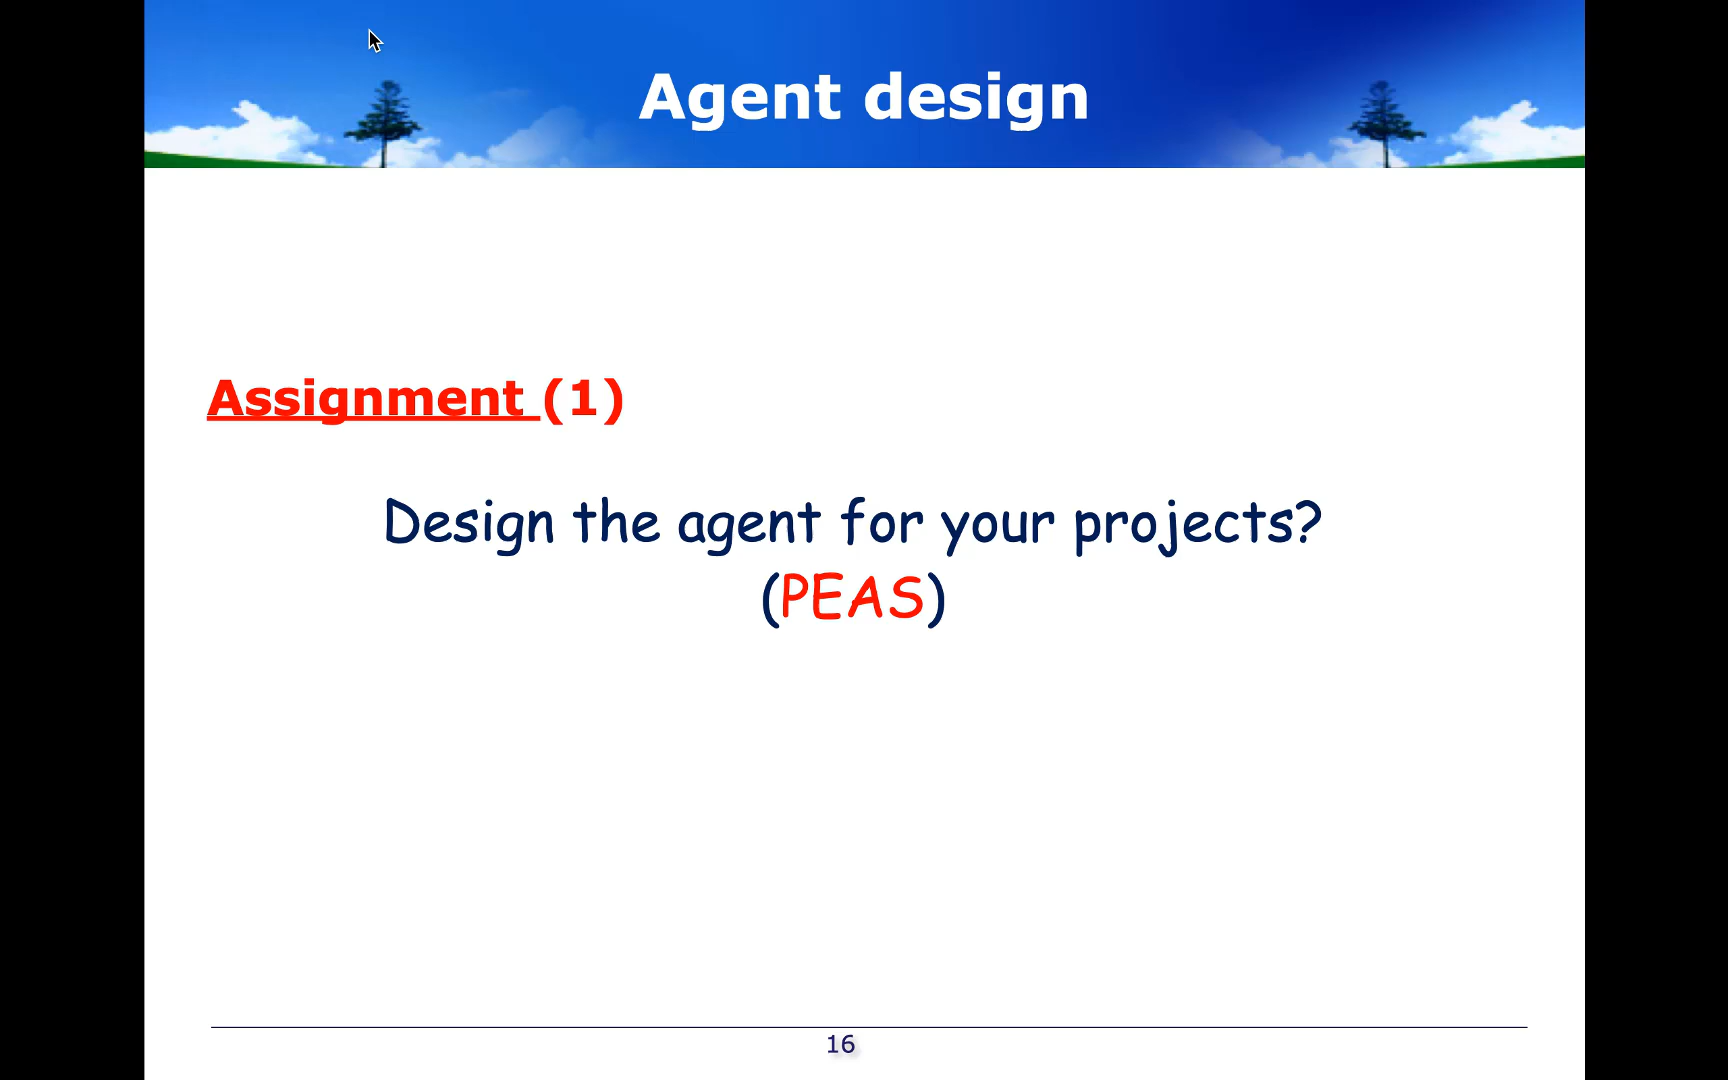 Agent design
Assignment (1)
Design the agent for your projects?
(PEAS)
16